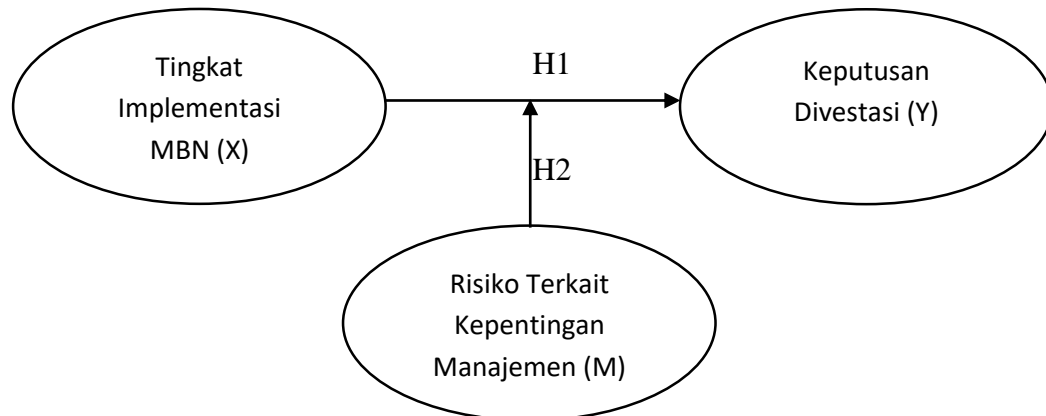 Tingkat
Implementasi
MBN (X)
H1
Keputusan
Divestasi (Y)
H2
Risiko Terkait
Kepentingan
Manajemen (M)